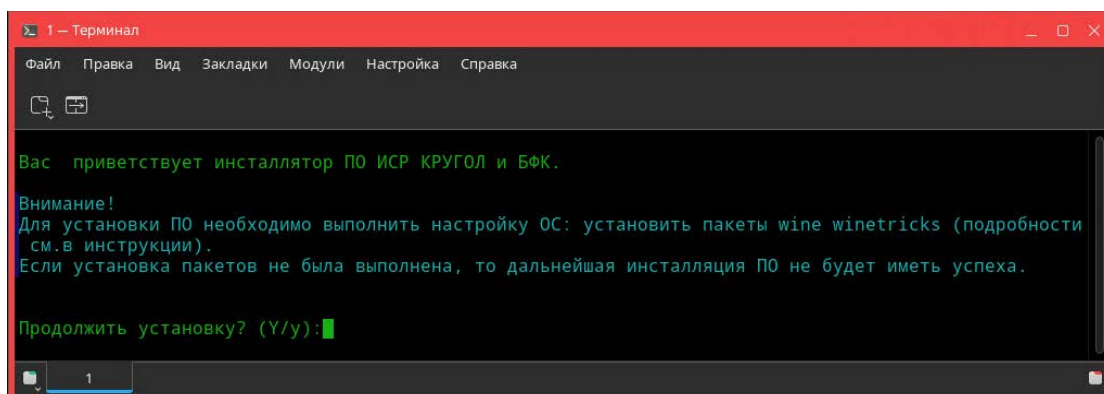 1 — Терминал
Файл Правка Вид Закладки Модули Настройка Справка
Вас  приветствует инсталлятор ПО ИСР КРУГОЛ и БФК.
Внимание!
Для установки ПО необходимо выполнить настройку ОС: установить пакеты wine winetricks (подробности
см.в инструкции).
Если установка пакетов не была выполнена, то дальнейшая инсталляция ПО не будет иметь успеха.
Продолжить установку? (Y/y):
1